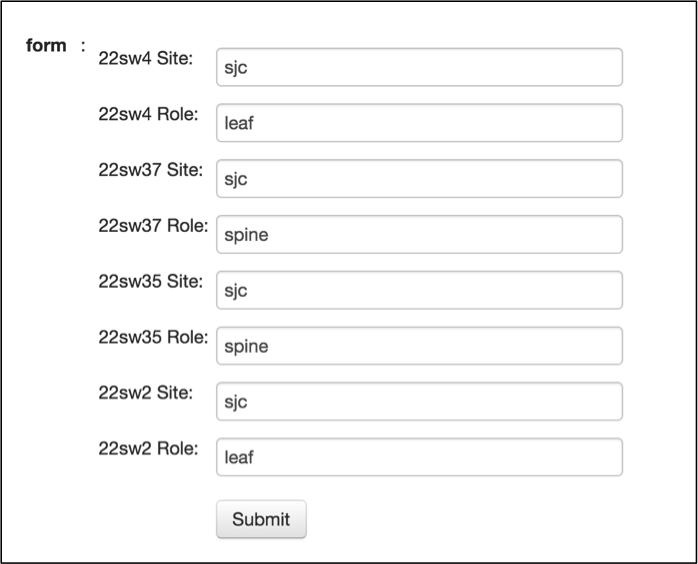 form :
22sw4 Site: sjc
22sw4 Role: leaf
22sw37 Site: sjc
22sw37 Role: spine
22sw35 Site: sjc
22sw35 Role: spine
22sw2 Site: sjc
22sw2 Role: leaf
Submit